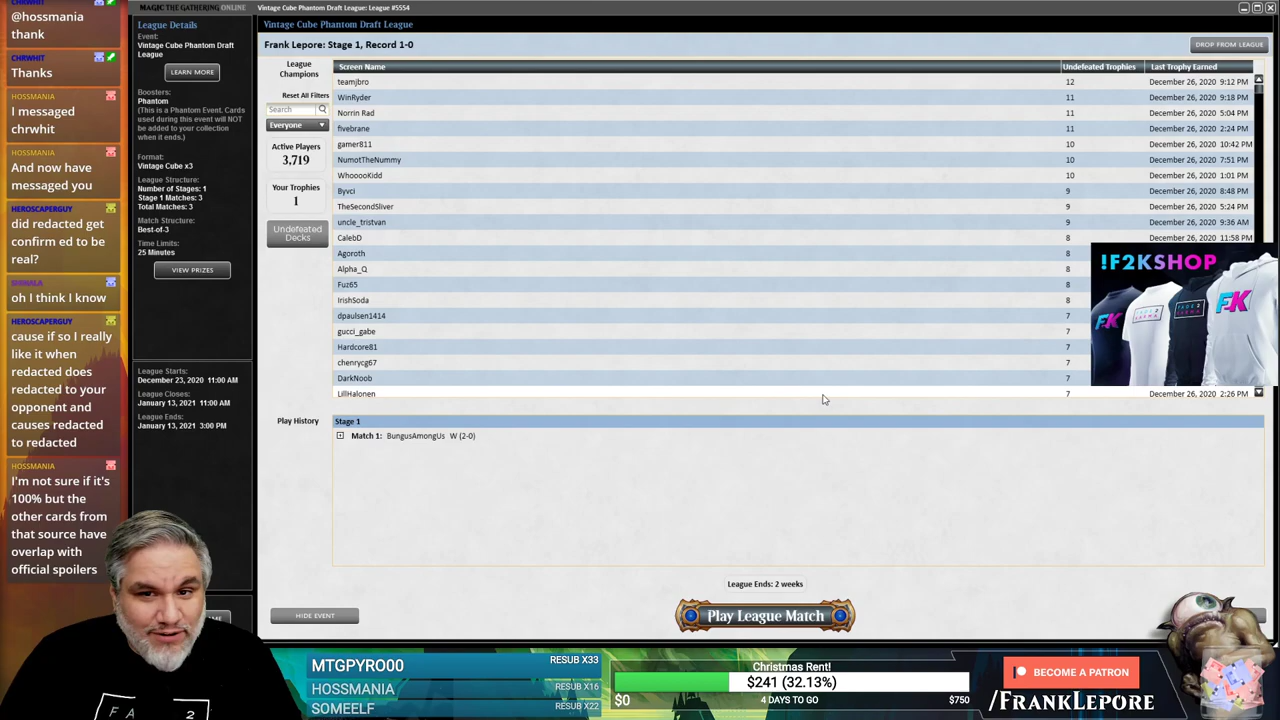 CHRWHIT
@hossmania
thank
CHRWHIT
Thanks
HOSSMANIA
I messaged
chrwhit
HOSSMANIA
And now have
messaged you
HEROSCAPERGUY
did redacted get
confirm ed to be
real?
oh I think I know
HEROSCAPERGUY
cause if so I really
like it when
redacted does
redacted to your
opponent and
causes redacted
to redacted
HOSSMANIA
I'm not sure if it's
100% but the
other cards from
that source have
overlap with
official spoilers
MAGIC THE GATHERING ONLINE
Vintage Cube Phantom Draft League: League #5554
League Details
Event:
Vintage Cube Phantom Draft
League
LEARN MORE
Boosters:
Phantom
(This is a Phantom Event. Cards
used during this event will NOT
be added to your collection
when it ends.)
Format:
Vintage Cube x3
League Structure:
Number of Stages: 1
Stage 1 Matches: 3
Total Matches: 3
Match Structure:
Best-of-3
Time Limits:
25 Minutes
VIEW PRIZES
League Starts:
December 23, 2020 11:00 AM
League Closes:
January 13, 2021 11:00 AM
League Ends:
January 13, 2021 3:00 PM
Vintage Cube Phantom Draft League
Frank Lepore: Stage 1, Record 1-0
DROP FROM LEAGUE
League
Champions
Reset All Filters
Search
Everyone
Active Players
3,719
Your Trophies
1
Undefeated
Decks
Screen Name Undefeated Trophies Last Trophy Earned
teamjbro 12 December 26, 2020 9:12 PM
WinRyder 11 December 26, 2020 9:18 PM
Norrin Rad 11 December 26, 2020 5:04 PM
fivebrane 11 December 26, 2020 2:24 PM
gamer811 10 December 26, 2020 10:42 PM
NumotTheNummy 10 December 26, 2020 7:51 PM
WhooooKidd 10 December 26, 2020 1:01 PM
Byvci 9 December 26, 2020 8:48 PM
TheSecondSliver 9 December 26, 2020 5:24 PM
uncle_tristvan 9 December 26, 2020 9:36 AM
CalebD 8 December 26, 2020 11:58 PM
Agoroth 8
Alpha_Q 8
Fuz65 8
IrishSoda 8
dpaulsen1414 7
gucci_gabe 7
Hardcore81 7
chenrycg67 7
DarkNoob 7
LillHalonen 7 December 26, 2020 2:26 PM
!F2KSHOP
FK
FK
Play History
Stage 1
Match 1: BungusAmongUs W (2-0)
League Ends: 2 weeks
HIDE EVENT
Play League Match
MTGPYRO00 RESUB X33
HOSSMANIA RESUB X16
SOMEELF RESUB X22
Christmas Rent!
$241 (32.13%)
$0 4 DAYS TO GO $750
BECOME A PATRON
/FRANKLEPORE
FA 2